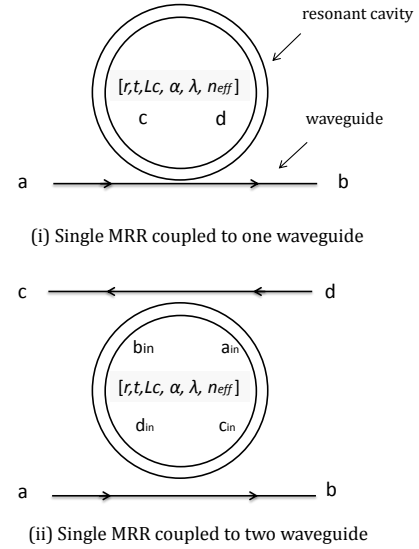 resonant cavity
[r,t,Lc, α, λ, neff]
c d
waveguide
a b
(i) Single MRR coupled to one waveguide
c d
bin ain
[r,t,Lc, α, λ, neff]
din cin
a b
(ii) Single MRR coupled to two waveguide